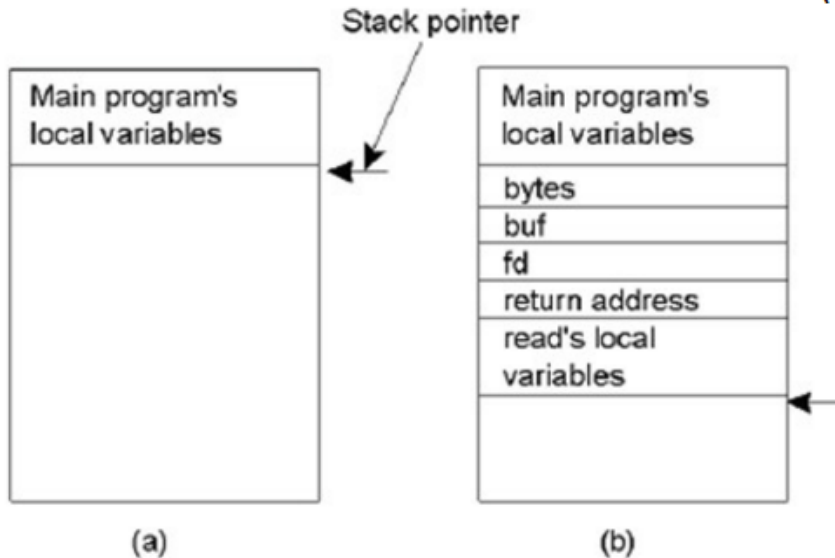 Stack pointer
Main program's
local variables
(a)
Main program's
local variables
bytes
buf
fd
return address
read's local
variables
(b)